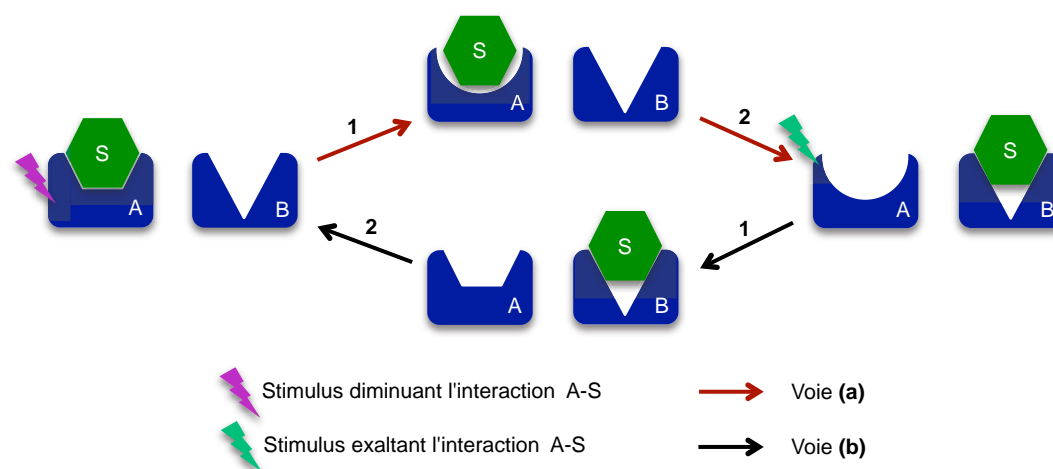 S
A
B
1
S
A
B
2
A
S
B
1
A
S
B
2
Stimulus diminuant l'interaction A-S
Voie (a)
Stimulus exaltant l'interaction A-S
Voie (b)